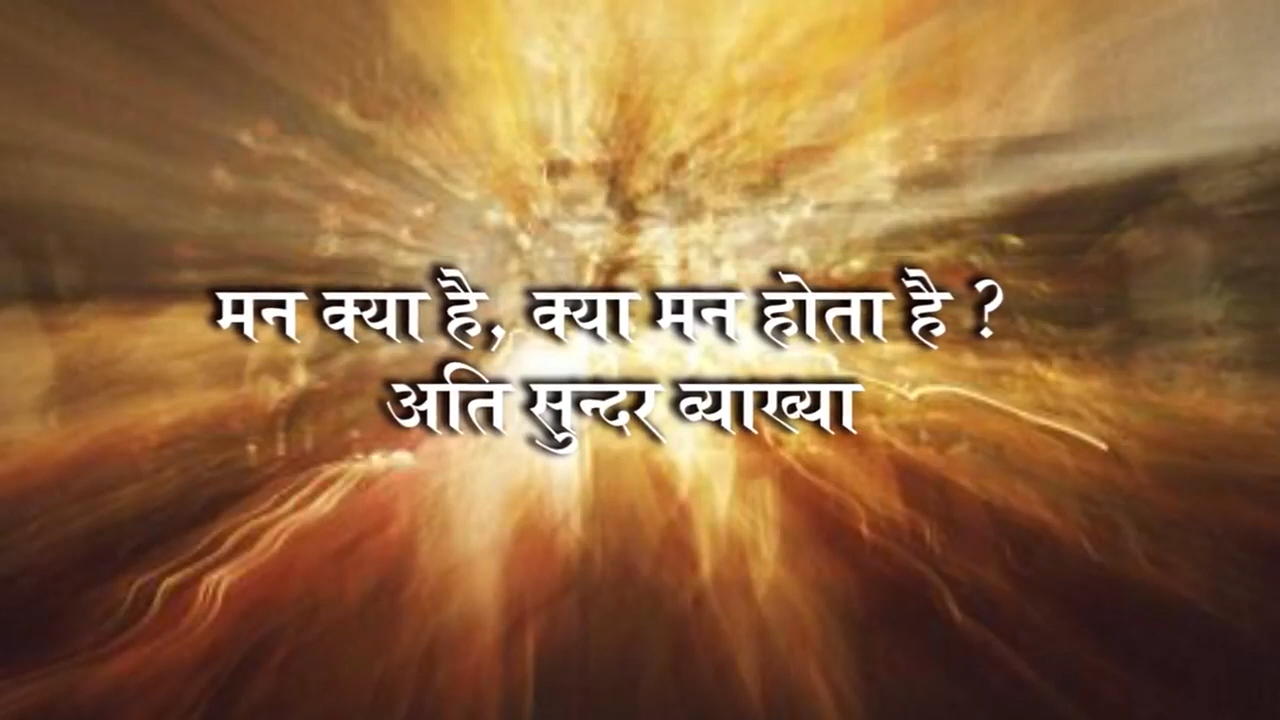 मन क्या है, क्या मन होता है ?
अति सुन्दर व्याख्या